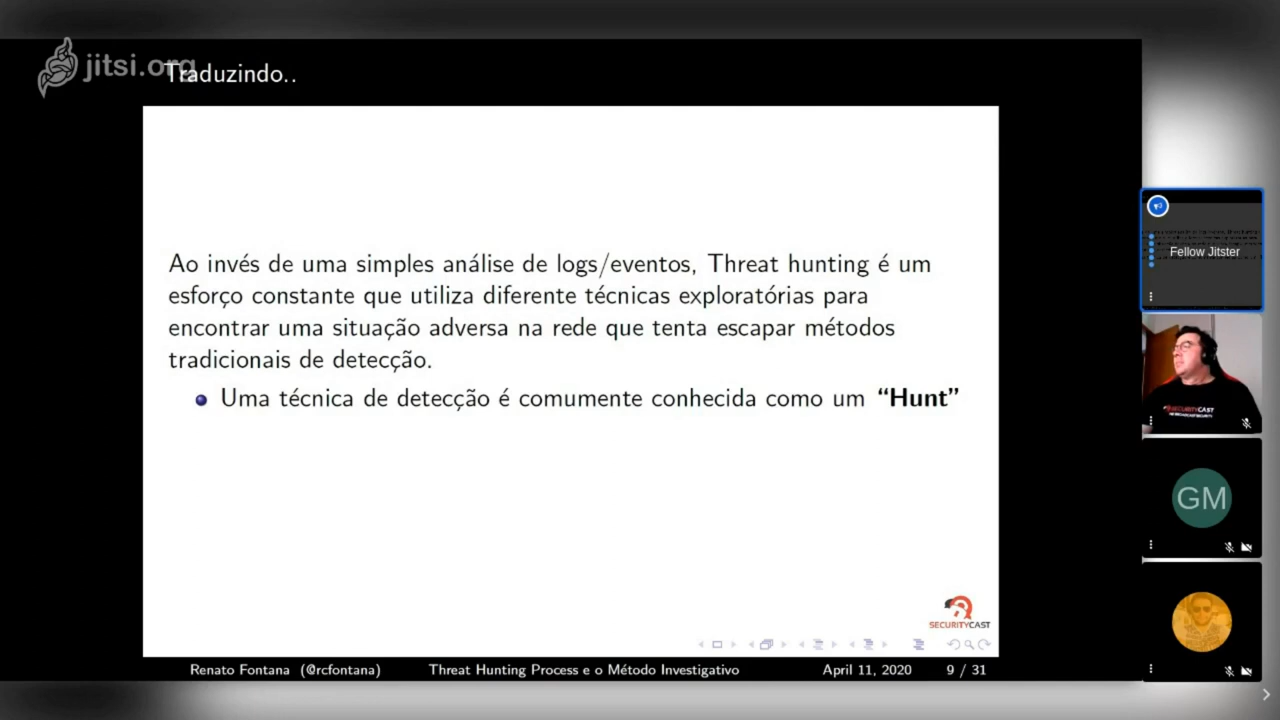 jitsi.org
Traduzindo..
Ao invés de uma simples análise de logs/eventos, Threat hunting é um
esforço constante que utiliza diferente técnicas exploratórias para
encontrar uma situação adversa na rede que tenta escapar métodos
tradicionais de detecção.
Uma técnica de detecção é comumente conhecida como um “Hunt”
SECURITYCAST
Renato Fontana (@rcfontana) Threat Hunting Process e o Método Investigativo April 11, 2020 9 / 31
Fellow Jitster
SECURITYCAST
GM